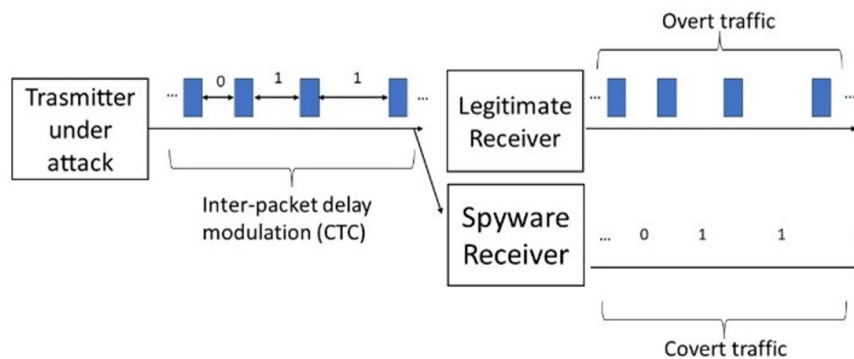 Overt traffic
... 0 1 1 ...
...
...
Trasmitter
under
attack
Legitimate
Receiver
Inter-packet delay
modulation (CTC)
Spyware
Receiver
... 0 1 1
Covert traffic